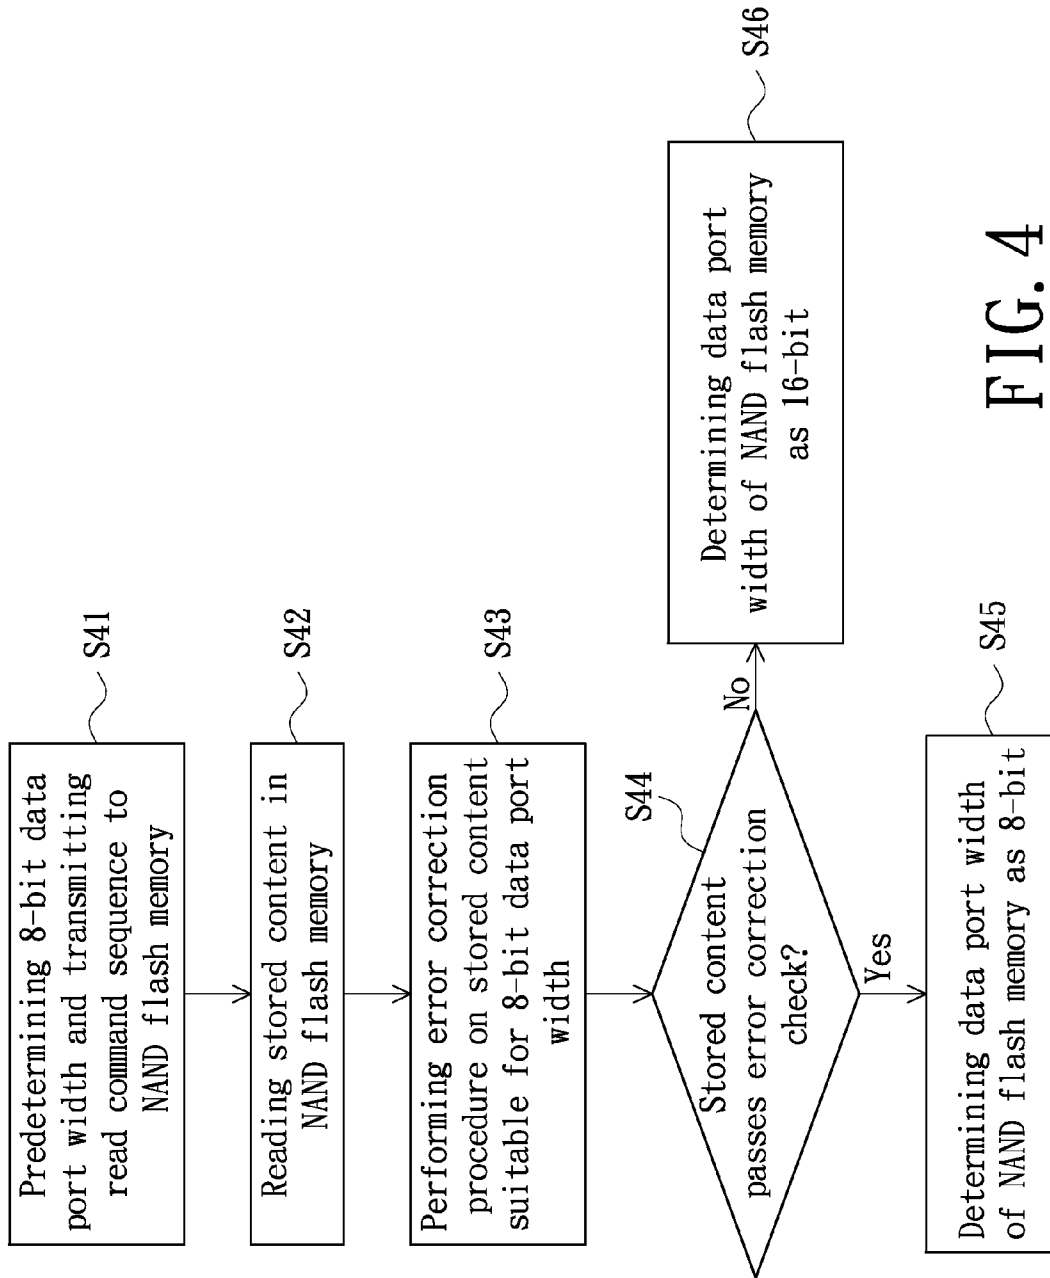 Predetermining 8-bit data
port width and transmitting
read command sequence to
NAND flash memory
S41
Reading stored content in
NAND flash memory
S42
Performing error correction
procedure on stored content
suitable for 8-bit data port
width
S43
Stored content
passes error correction
check?
S44
No
Determining data port
width of NAND flash memory
as 16-bit
S46
Yes
Determining data port width
of NAND flash memory as 8-bit
S45
FIG. 4